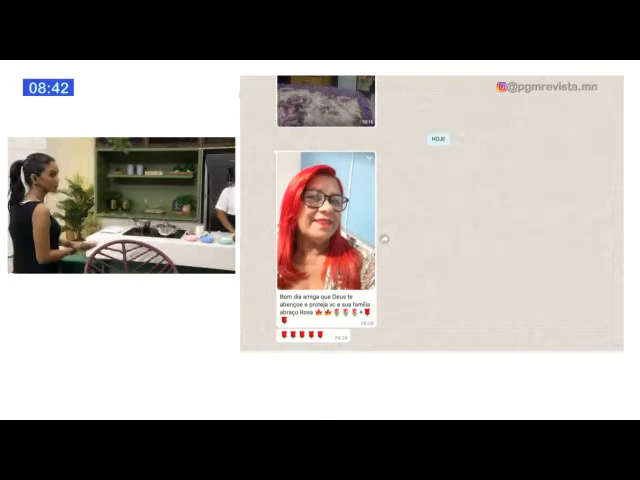 08:42
@pgmrevista.mn
HOJE
Bom dia amiga que Deus te
abençoe e proteja vc e sua família
abraço Rosa